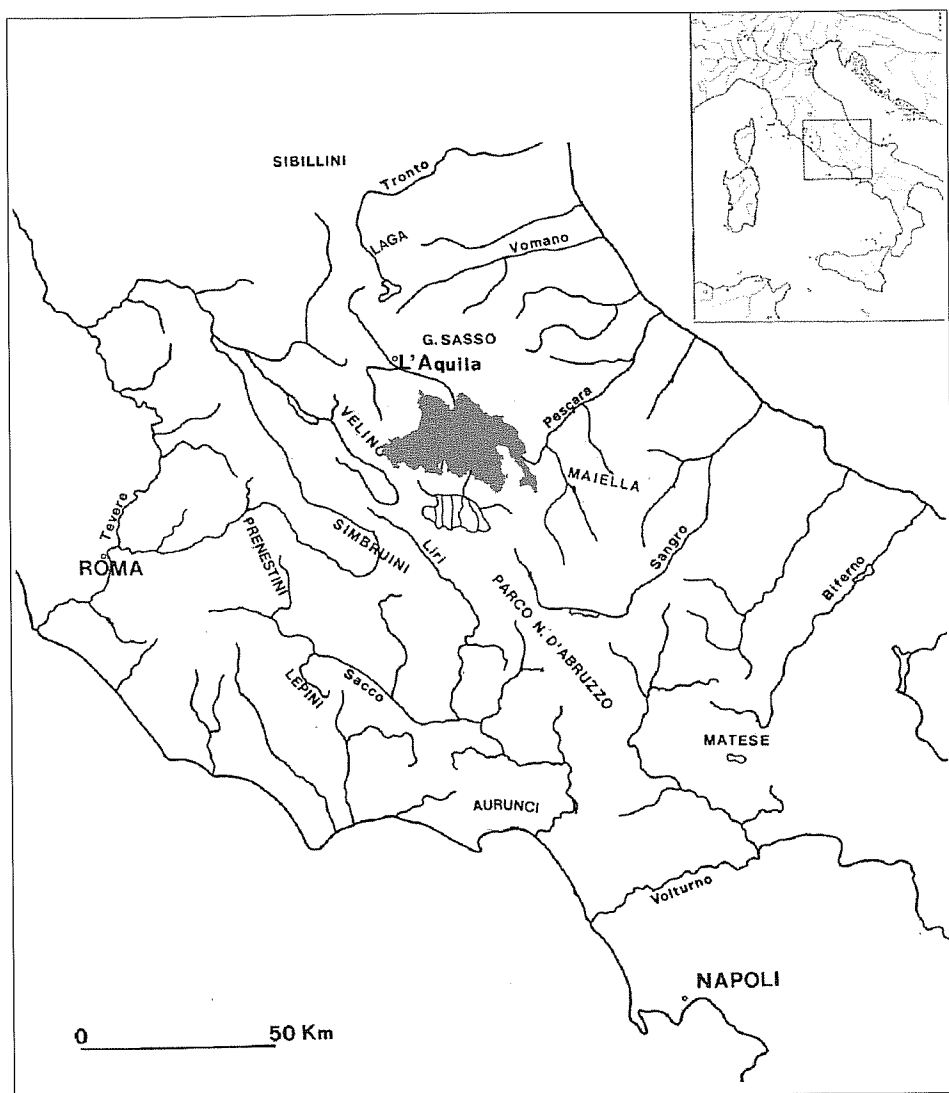 SIBILLINI
Tronto
LAGA
Vomano
G. SASSO
L'Aquila
Pescara
VELINO
MAIELLA
Tevere
PRENESTINI
SIMBRUINI
Liri
Sangro
ROMA
PARCO N. D'ABRUZZO
Biferno
LEPINI
Sacco
MATESE
AURUNCI
Volturno
NAPOLI
0 50 Km